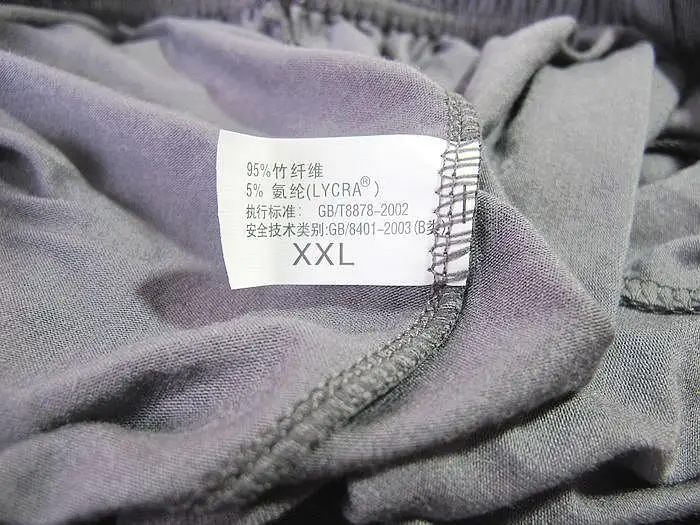 95%竹纤维
5% 氨纶(LYCRA®)
执行标准: GB/T8878-2002
安全技术类别:GB/8401-2003(B类)
XXL